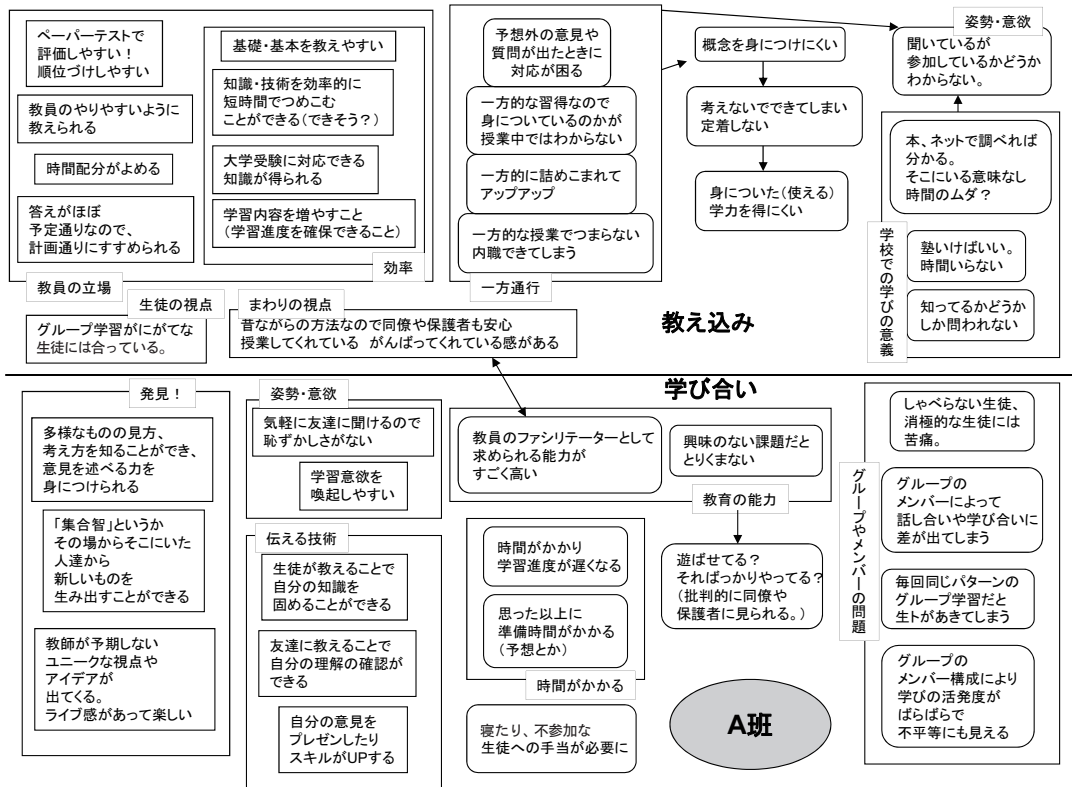 ペーパーテストで
評価しやすい！
順位づけしやすい
教員のやりやすいように
教えられる
時間配分がよめる
答えがほぼ
予定通りなので、
計画通りにすすめられる
教員の立場
基礎・基本を教えやすい
知識・技術を効率的に
短時間でつめこむ
ことができる（できそう？）
大学受験に対応できる
知識が得られる
学習内容を増やすこと
（学習進度を確保できること）
効率
生徒の視点
グループ学習がにがてな
生徒には合っている。
まわりの視点
昔ながらの方法なので同僚や保護者も安心
授業してくれている　がんばってくれている感がある
予想外の意見や
質問が出たときに
対応が困る
一方的な習得なので
身についているのかが
授業中ではわからない
一方的に詰めこまれて
アップアップ
一方的な授業でつまらない
内職できてしまう
一方通行
概念を身につけにくい
考えないでできてしまい
定着しない
身についた（使える）
学力を得にくい
教え込み
姿勢・意欲
聞いているが
参加しているかどうか
わからない。
本、ネットで調べれば
分かる。
そこにいる意味なし
時間のムダ？
塾いけばいい。
時間いらない
知ってるかどうか
しか問われない
学校での学びの意義
学び合い
発見！
多様なものの見方、
考え方を知ることができ、
意見を述べる力を
身につけられる
「集合智」というか
その場からそこにいた
人達から
新しいものを
生み出すことができる
教師が予期しない
ユニークな視点や
アイデアが
出てくる。
ライブ感があって楽しい
姿勢・意欲
気軽に友達に聞けるので
恥ずかしさがない
学習意欲を
喚起しやすい
伝える技術
生徒が教えることで
自分の知識を
固めることができる
友達に教えることで
自分の理解の確認が
できる
自分の意見を
プレゼンしたり
スキルがUPする
教員のファシリテーターとして
求められる能力が
すごく高い
興味のない課題だと
とりくまない
教育の能力
時間がかかり
学習進度が遅くなる
思った以上に
準備時間がかかる
（予想とか）
時間がかかる
寝たり、不参加な
生徒への手当が必要に
遊ばせてる？
そればっかりやってる？
（批判的に同僚や
保護者に見られる。）
A班
しゃべらない生徒、
消極的な生徒には
苦痛。
グループの
メンバーによって
話し合いや学び合いに
差が出てしまう
毎回同じパターンの
グループ学習だと
生トがあきてしまう
グループの
メンバー構成により
学びの活発度が
ばらばらで
不平等にも見える
グループやメンバーの問題